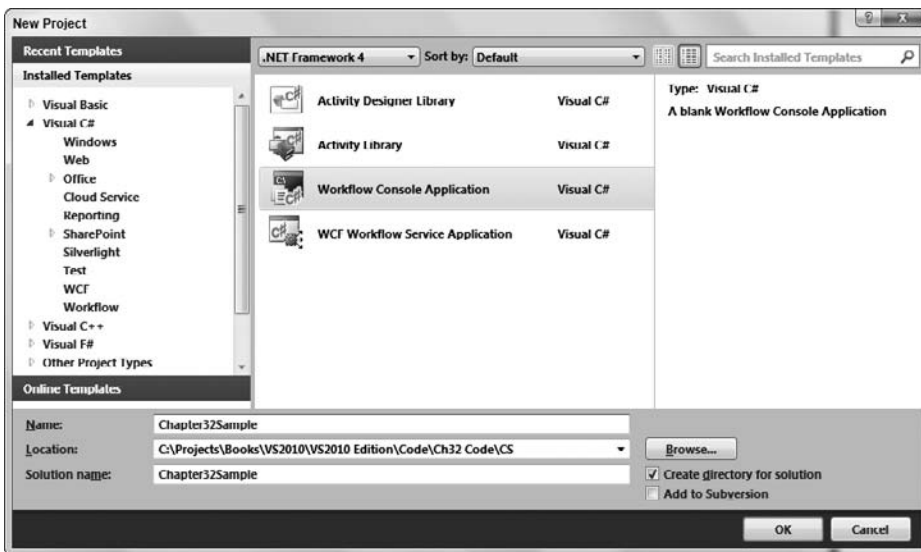 New Project
Recent Templates
Installed Templates
Visual Basic
Visual C#
Windows
Web
Office
Cloud Service
Reporting
SharePoint
Silverlight
Test
WCF
Workflow
Visual C++
Visual F#
Other Project Types
Online Templates
.NET Framework 4
Sort by: Default
Search Installed Templates
Activity Designer Library Visual C#
Activity Library Visual C#
Workflow Console Application Visual C#
WCF Workflow Service Application Visual C#
Type: Visual C#
A blank Workflow Console Application
Name: Chapter32Sample
Location: C:\Projects\Books\VS2010\VS2010 Edition\Code\Ch32 Code\CS
Browse...
Solution name: Chapter32Sample
Create directory for solution
Add to Subversion
OK Cancel